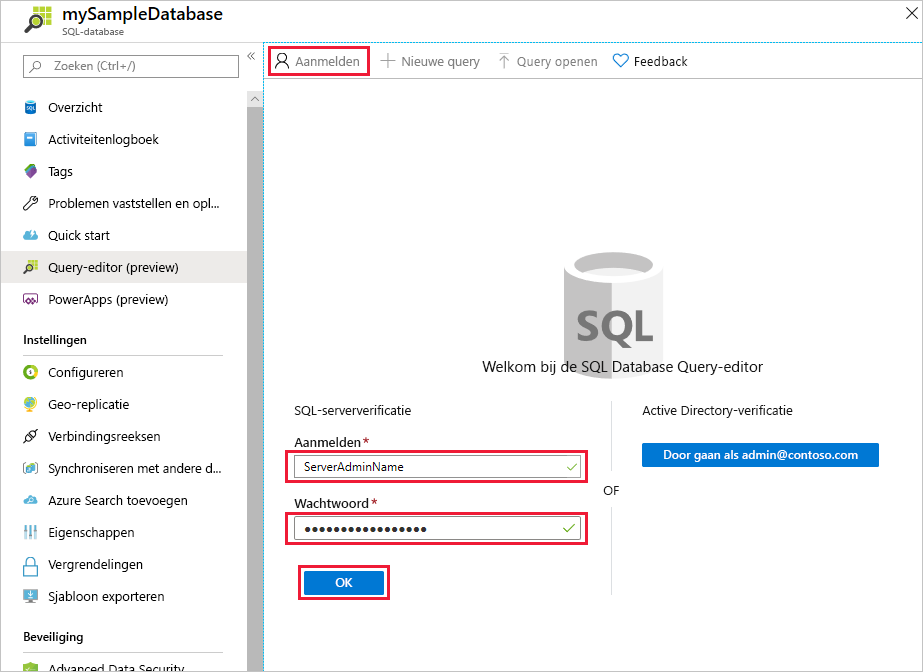 mySampleDatabase
SQL-database
Zoeken (Ctrl+/)
Overzicht
Activiteitenlogboek
Tags
Problemen vaststellen en opl...
Quick start
Query-editor (preview)
PowerApps (preview)
Instellingen
Configureren
Geo-replicatie
Verbindingsreeksen
Synchroniseren met andere d...
Azure Search toevoegen
Eigenschappen
Vergrendelingen
Sjabloon exporteren
Beveiliging
Advanced Data Security
Aanmelden Nieuwe query Query openen Feedback
SQL
Welkom bij de SQL Database Query-editor
SQL-serververificatie
Aanmelden*
ServerAdminName
Wachtwoord*
•••••••••••••••••
OK
OF
Active Directory-verificatie
Door gaan als admin@contoso.com